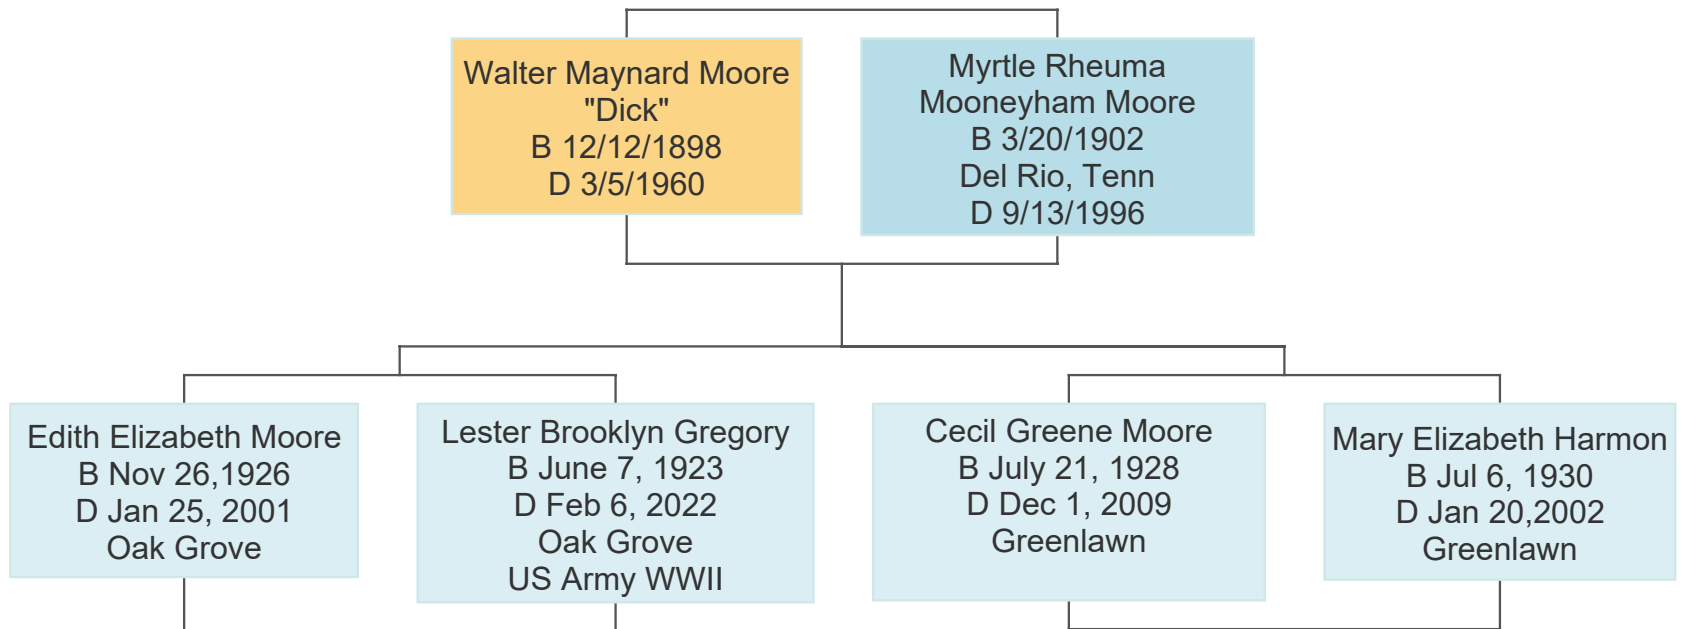 Walter Maynard Moore
"Dick"
B 12/12/1898
D 3/5/1960
Myrtle Rheuma
Mooneyham Moore
B 3/20/1902
Del Rio, Tenn
D 9/13/1996
Edith Elizabeth Moore
B Nov 26,1926
D Jan 25, 2001
Oak Grove
Lester Brooklyn Gregory
B June 7, 1923
D Feb 6, 2022
Oak Grove
US Army WWII
Cecil Greene Moore
B July 21, 1928
D Dec 1, 2009
Greenlawn
Mary Elizabeth Harmon
B Jul 6, 1930
D Jan 20,2002
Greenlawn